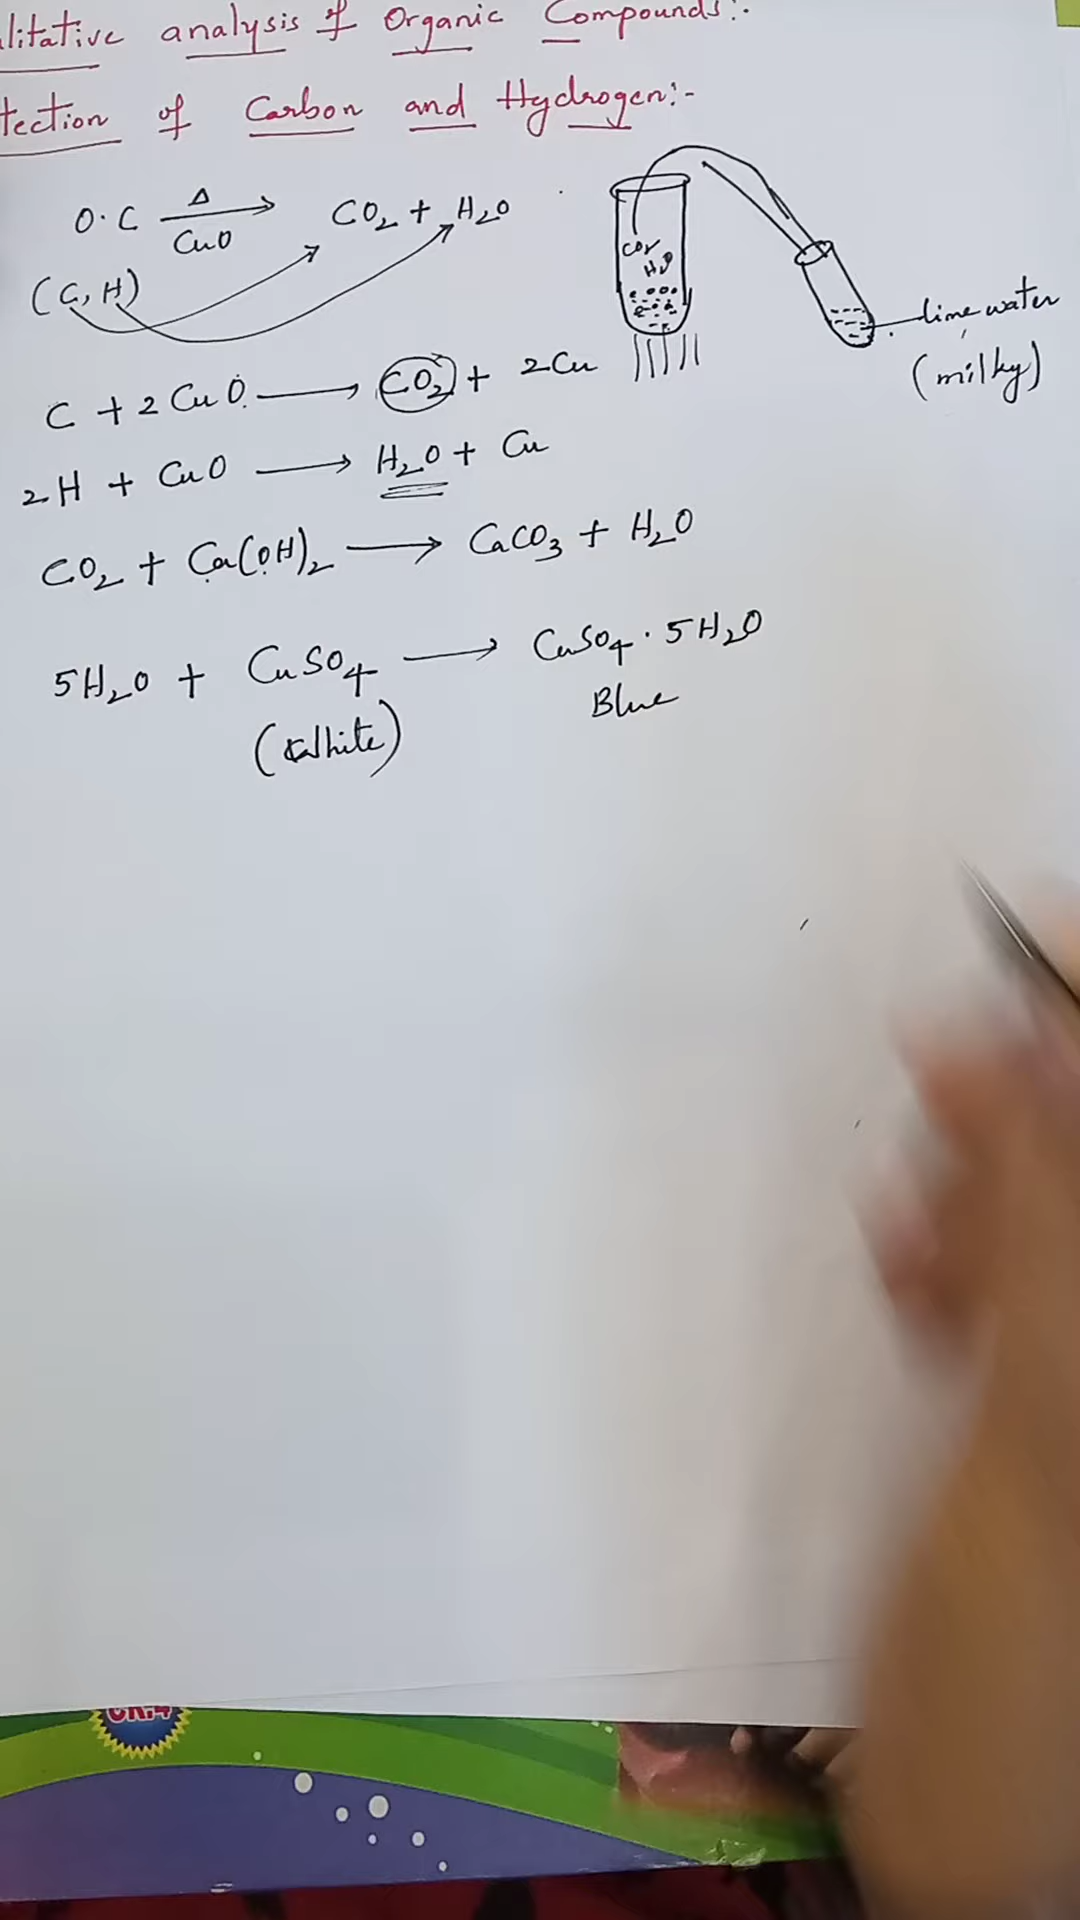 litative analysis of Organic Compounds:-
tection of Carbon and Hydrogen:-
O.C Δ CuO → CO₂ + H₂O
(C, H)
CO₂
H₂O
lime water
(milky)
C + 2CuO → CO₂ + 2Cu
2H + CuO → H₂O + Cu
CO₂ + Ca(OH)₂ → CaCO₃ + H₂O
5H₂O + CuSO₄ → CuSO₄ · 5H₂O
(White) Blue